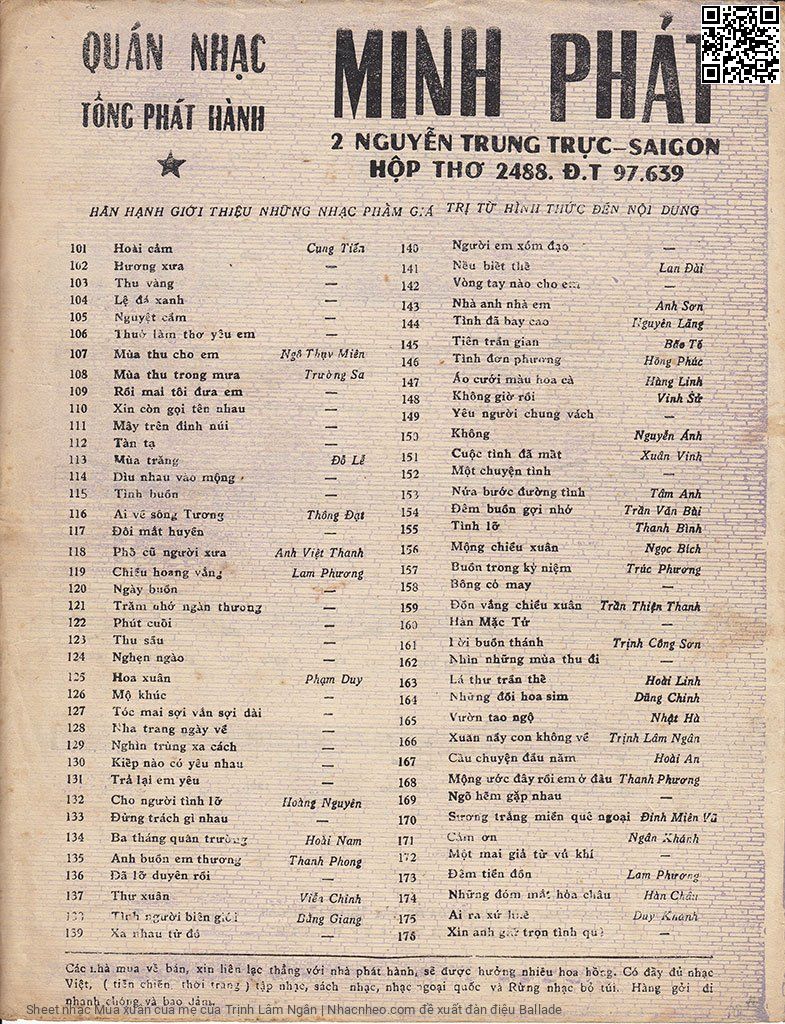 QUÁN NHẠC
TỔNG PHÁT HÀNH
MINH PHÁT
2 NGUYỄN TRUNG TRỰC-SAIGON
HỘP THƠ 2488. Đ.T 97.639
HÂN HẠNH GIỚI THIỆU NHỮNG NHẠC PHẨM GIÁ TRỊ TỪ HÌNH THỨC ĐẾN NỘI DUNG
101 Hoài cảm Cung Tiến
102 Hương xưa —
103 Thu vàng —
104 Lệ đá xanh —
105 Nguyệt cầm —
106 Thuở làm thơ yêu em —
107 Mùa thu cho em Ngô Thụy Miên
108 Mùa thu trong mưa Trường Sa
109 Rồi mai tôi đưa em —
110 Xin còn gọi tên nhau —
111 Mây trên đỉnh núi —
112 Tàn tạ —
113 Mùa trăng Đỗ Lễ
114 Dìu nhau vào mộng —
115 Tình buồn —
116 Ai về sông Tương Thông Đạt
117 Đôi mắt huyền —
118 Phố cũ người xưa Anh Việt Thanh
119 Chiều hoang vắng Lam Phương
120 Ngày buồn —
121 Trăm nhớ ngàn thương —
122 Phút cuối —
123 Thu sầu —
124 Nghẹn ngào —
125 Hoa xuân Phạm Duy
126 Mộ khúc —
127 Tóc mai sợi vắn sợi dài —
128 Nha trang ngày về —
129 Nghìn trùng xa cách —
130 Kiếp nào có yêu nhau —
131 Trả lại em yêu —
132 Cho người tình lỡ Hoàng Nguyên
133 Đừng trách gì nhau —
134 Ba tháng quân trường Hoài Nam
135 Anh buồn em thương Thanh Phong
136 Đã lỡ duyên rồi —
137 Thư xuân Viễn Chinh
138 Tình người biên giới Bằng Giang
139 Xa nhau từ đó —
140 Người em xóm đạo —
141 Nếu biết thế Lan Đài
142 Vòng tay nào cho em —
143 Nhà anh nhà em Anh Sơn
144 Tình đã bay cao Nguyên Lãng
145 Tiên trần gian Bảo Tố
146 Tình đơn phương Hồng Phúc
147 Áo cưới màu hoa cà Hùng Linh
148 Không giờ rồi Vinh Sử
149 Yêu người chung vách —
150 Không Nguyễn Ánh
151 Cuộc tình đã mất Xuân Vinh
152 Một chuyện tình —
153 Nửa bước đường tình Tâm Anh
154 Đêm buồn gợi nhớ Trần Văn Bùi
155 Tình lỡ Thanh Bình
156 Mộng chiều xuân Ngọc Bích
157 Buồn trong kỷ niệm Trúc Phương
158 Bông cỏ may —
159 Đồn vắng chiều xuân Trần Thiện Thanh
160 Hàn Mặc Tử —
161 Lời buồn thánh Trịnh Công Sơn
162 Nhìn những mùa thu đi —
163 Lá thư trần thế Hoài Linh
164 Những đồi hoa sim Dũng Chinh
165 Vườn tao ngộ Nhật Hà
166 Xuân nầy con không về Trịnh Lâm Ngân
167 Câu chuyện đầu năm Hoài An
168 Mộng ước đây rồi em ở đâu Thanh Phương
169 Ngõ hẽm gặp nhau —
170 Sương trắng miền quê ngoại Đinh Miên Vũ
171 Cảm ơn Ngân Khánh
172 Một mai giả từ vũ khí —
173 Đêm tiền đồn Lam Phương
174 Những đóm mắt hỏa châu Hàn Châu
175 Ai ra xứ huế Duy Khánh
176 Xin anh giữ trọn tình quê —
Các nhà mua về bán, xin liên lạc thẳng với nhà phát hành, sẽ được hưởng nhiều hoa hồng. Có đầy đủ nhạc
Việt, ( tiền chiến, thời trang ) tập nhạc, sách nhạc, nhạc ngoại quốc và Rừng nhạc bỏ túi. Hàng gởi đi
nhanh chóng và bảo đảm.
Sheet nhạc Mùa xuân của mẹ của Trịnh Lâm Ngân | Nhacnheo.com đề xuất đàn điệu Ballade